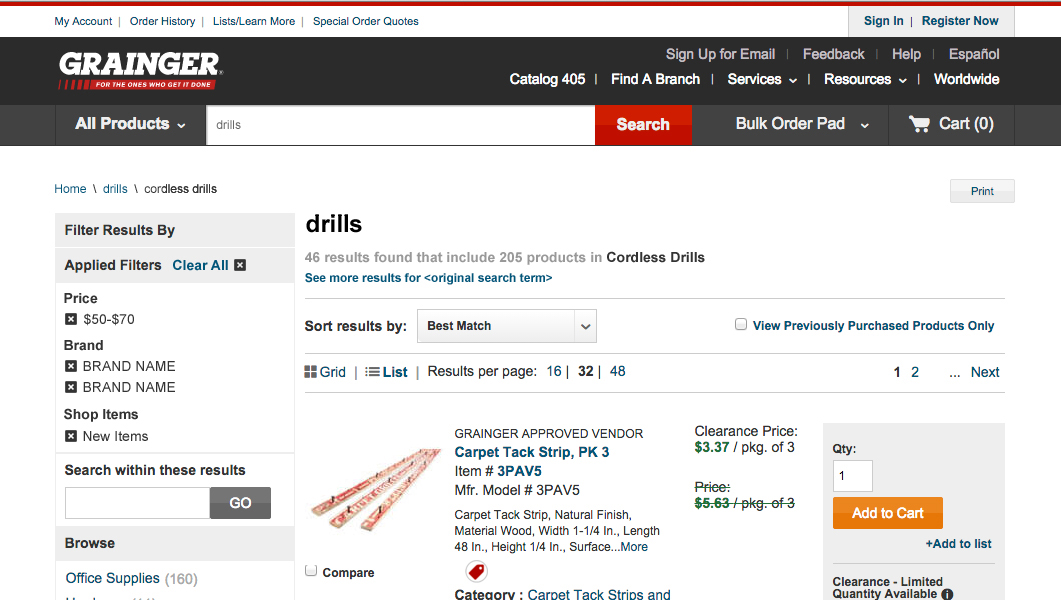 My Account | Order History | Lists/Learn More | Special Order Quotes
Sign In | Register Now
GRAINGER
FOR THE ONES WHO GET IT DONE
Sign Up for Email | Feedback | Help | Español
Catalog 405 | Find A Branch | Services | Resources | Worldwide
All Products
drills
Search
Bulk Order Pad
Cart (0)
Home \ drills \ cordless drills
Print
Filter Results By
Applied Filters Clear All
Price
$50-$70
Brand
BRAND NAME
BRAND NAME
Shop Items
New Items
Search within these results
GO
Browse
Office Supplies (160)
drills
46 results found that include 205 products in Cordless Drills
See more results for <original search term>
Sort results by: Best Match
View Previously Purchased Products Only
Grid | List | Results per page: 16 | 32 | 48
1 2 ... Next
Compare
GRAINGER APPROVED VENDOR
Carpet Tack Strip, PK 3
Item # 3PAV5
Mfr. Model # 3PAV5
Carpet Tack Strip, Natural Finish,
Material Wood, Width 1-1/4 In., Length
48 In., Height 1/4 In., Surface...More
Category : Carpet Tack Strips and
Clearance Price:
$3.37 / pkg. of 3
Price:
$5.63 / pkg. of 3
Qty:
1
Add to Cart
+Add to list
Clearance - Limited
Quantity Available